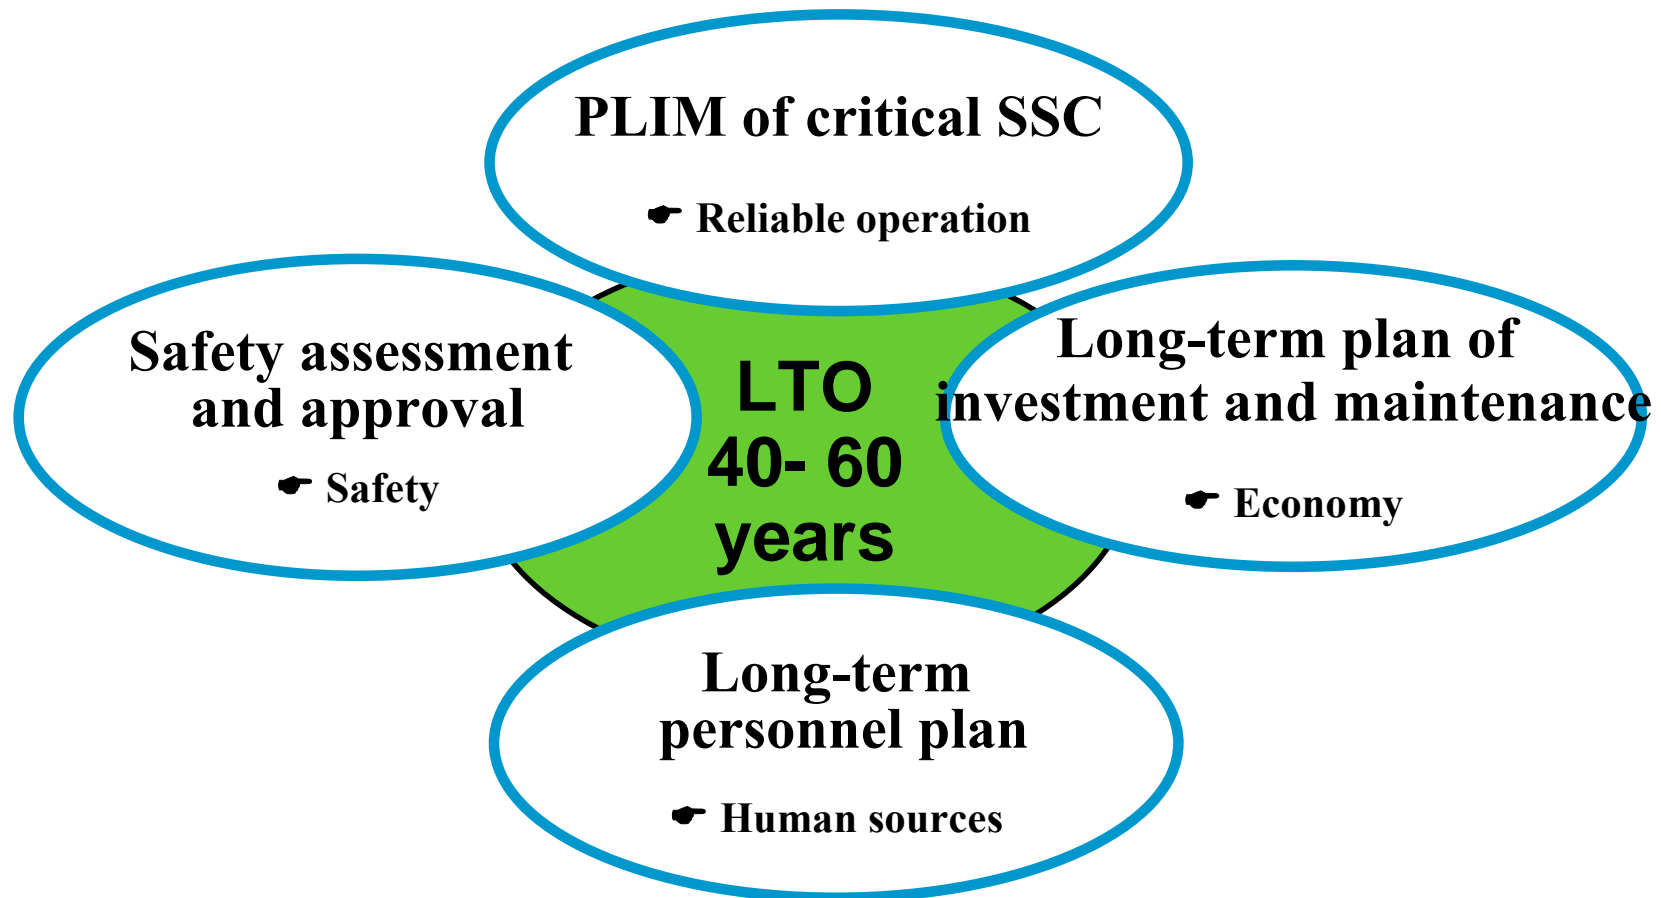 PLIM of critical SSC
☛ Reliable operation
Safety assessment
and approval
☛ Safety
LTO
40- 60
years
Long-term plan of
investment and maintenance
☛ Economy
Long-term
personnel plan
☛ Human sources